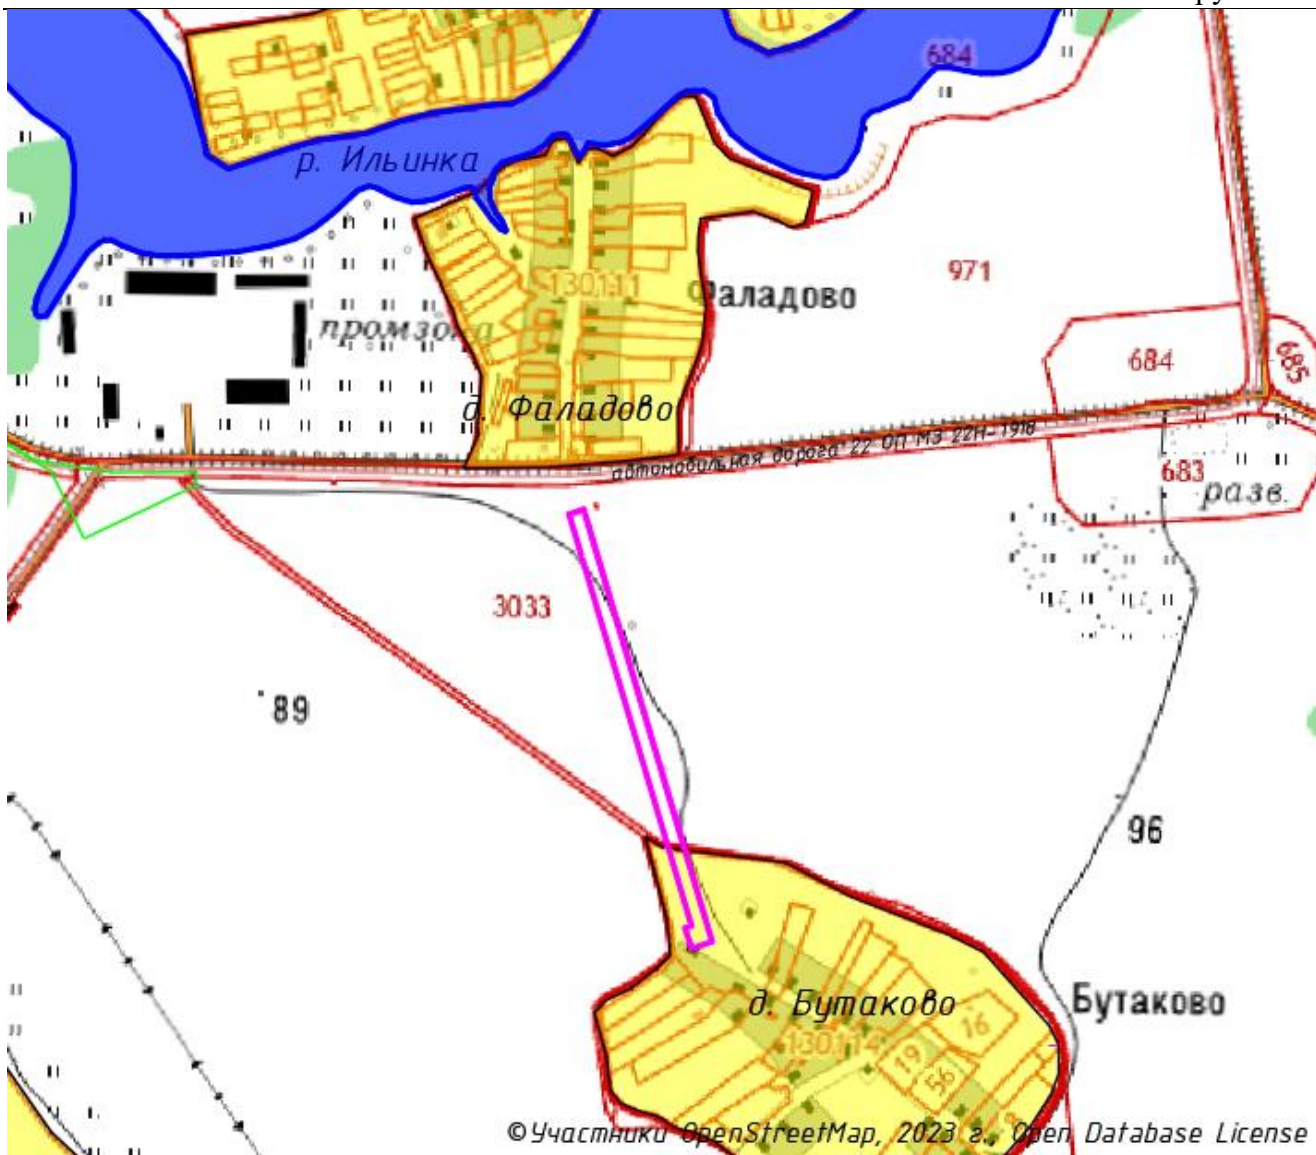 684
р. Ильинка
130111
971
Фаладово
промзона
684
685
д. Фаладово
автомобильная дорога 22 ОП МЗ 22Н-1918
683
разв.
3033
89
96
д. Бутаково
Бутаково
130114
16
19
56
©Участники OpenStreetMap, 2023 г., Open Database License